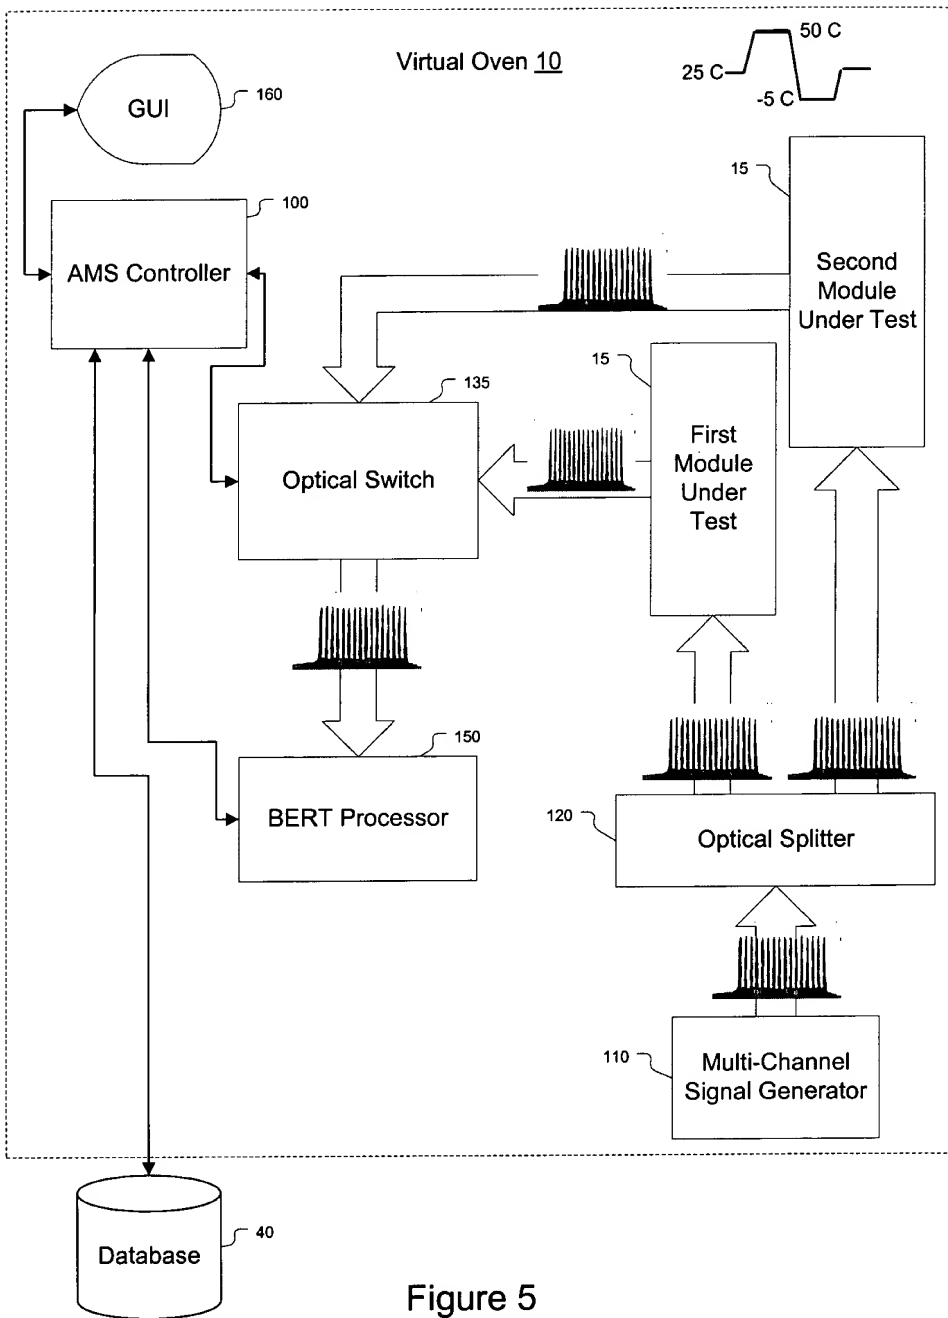 Virtual Oven 10
50 C
25 C
-5 C
GUI
160
100
AMS Controller
15
Second
Module
Under Test
15
First
Module
Under
Test
135
Optical Switch
150
BERT Processor
120
Optical Splitter
110
Multi-Channel
Signal Generator
Database
40
Figure 5